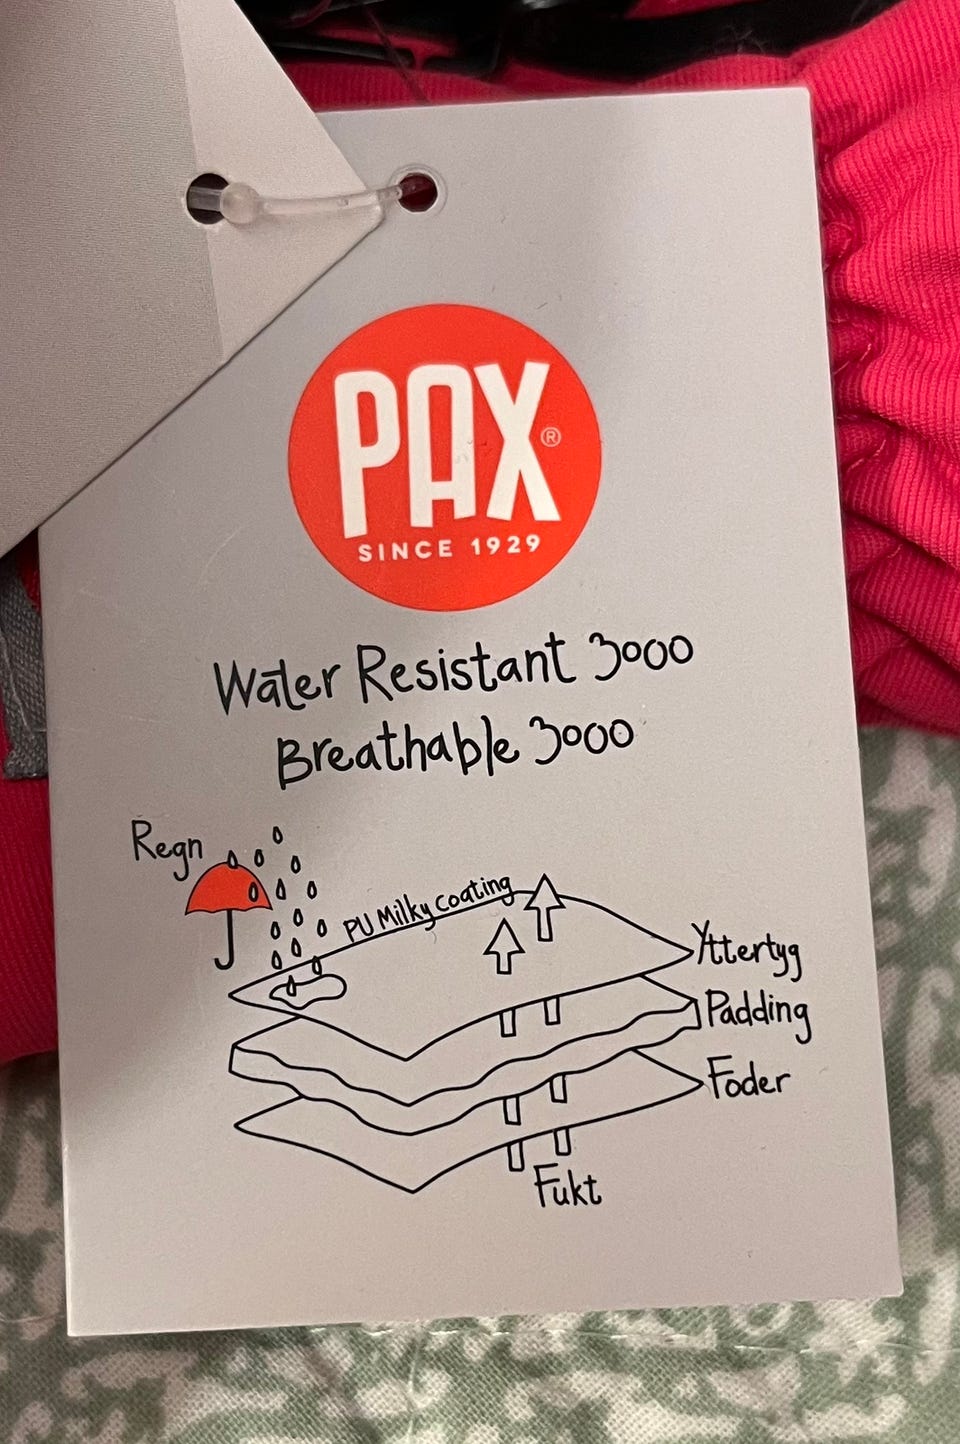 PAX®
SINCE 1929
Water Resistant 3000
Breathable 3000
Regn
PU Milky coating
Yttertyg
Padding
Foder
Fukt